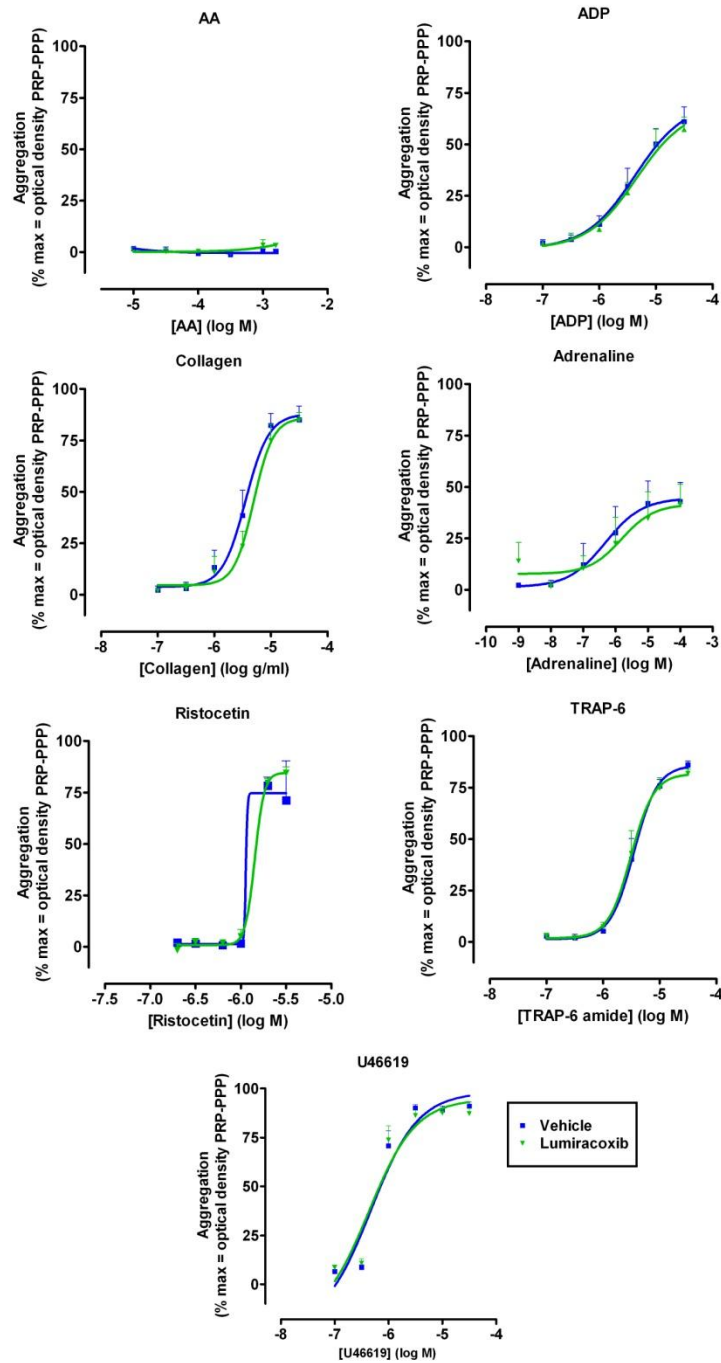 AA
Aggregation
(% max = optical density PRP-PPP)
100
75
50
25
0
-5
-4
-3
-2
[AA] (log M)
ADP
Aggregation
(% max = optical density PRP-PPP)
100
75
50
25
0
-8
-7
-6
-5
-4
[ADP] (log M)
Collagen
Aggregation
(% max = optical density PRP-PPP)
100
75
50
25
0
-8
-7
-6
-5
-4
[Collagen] (log g/ml)
Adrenaline
Aggregation
(% max = optical density PRP-PPP)
100
75
50
25
0
-10
-9
-8
-7
-6
-5
-4
-3
[Adrenaline] (log M)
Ristocetin
Aggregation
(% max = optical density PRP-PPP)
100
75
50
25
0
-7.5
-7.0
-6.5
-6.0
-5.5
-5.0
[Ristocetin] (log M)
TRAP-6
Aggregation
(% max = optical density PRP-PPP)
100
75
50
25
0
-8
-7
-6
-5
-4
[TRAP-6 amide] (log M)
U46619
Aggregation
(% max = optical density PRP-PPP)
100
75
50
25
0
-8
-7
-6
-5
-4
[U46619] (log M)
Vehicle
Lumiracoxib